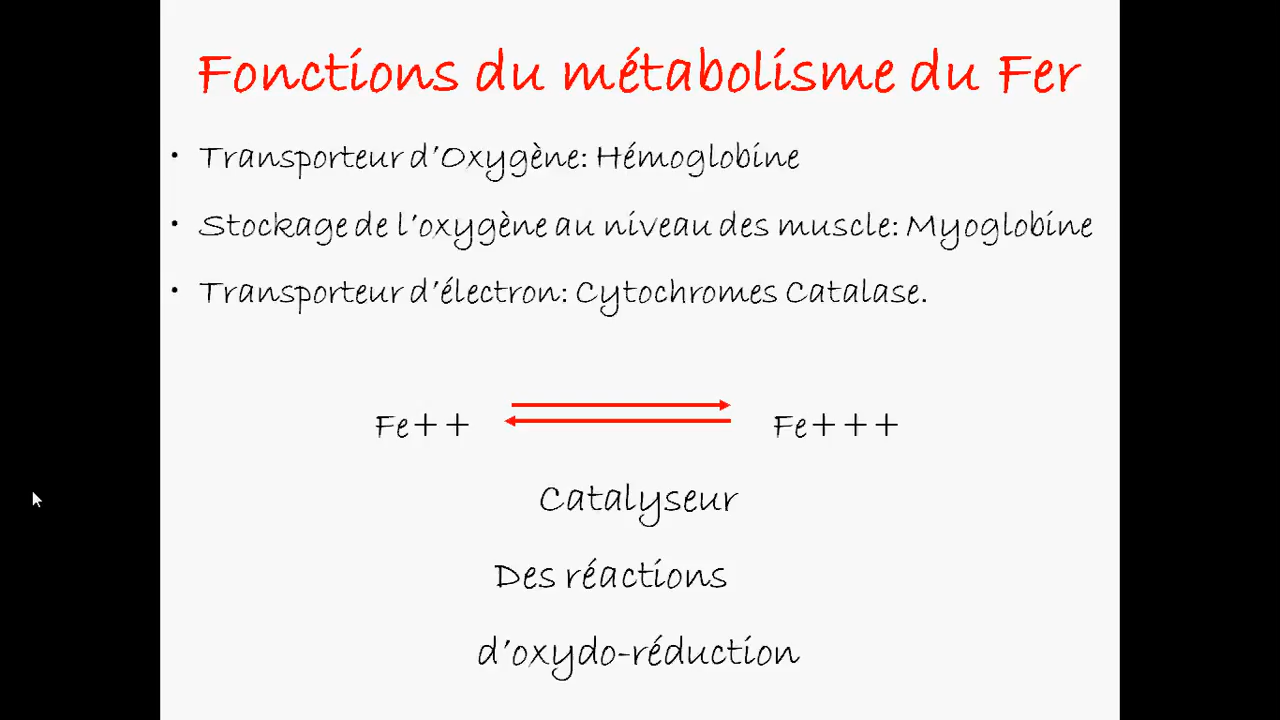 Fonctions du métabolisme du Fer
• Transporteur d'Oxygène: Hémoglobine
• Stockage de l'oxygène au niveau des muscle: Myoglobine
• Transporteur d'électron: Cytochromes Catalase.
Fe++ Fe+++
Catalyseur
Des réactions
d'oxydo-réduction